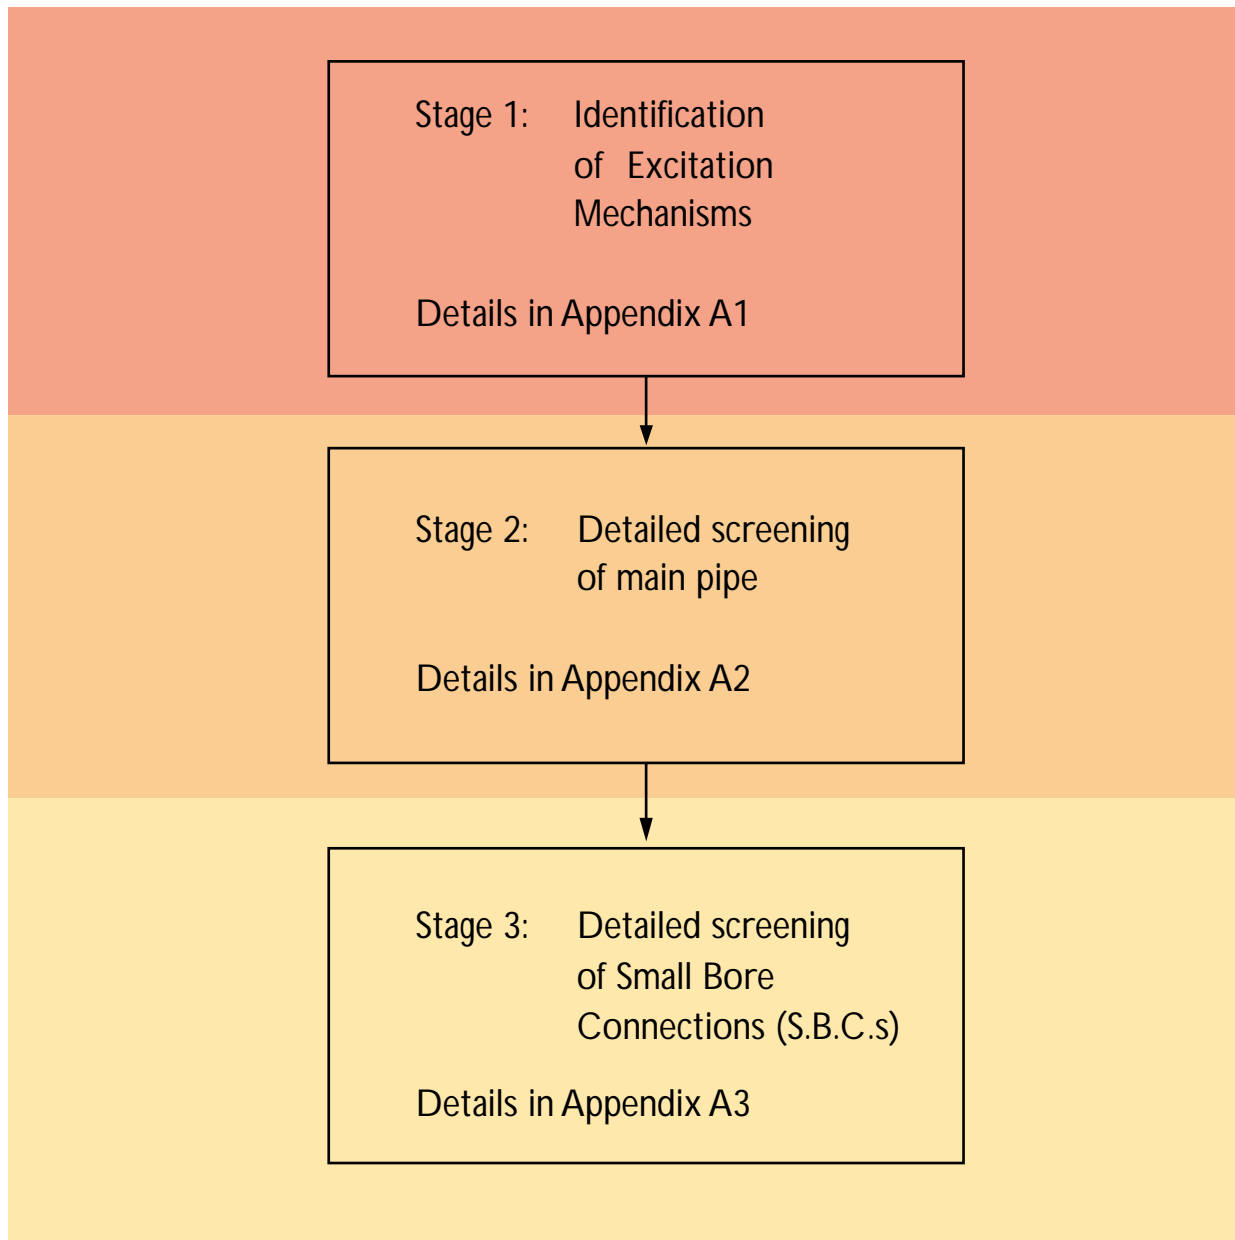 Stage 1: Identification
of Excitation
Mechanisms
Details in Appendix A1
Stage 2: Detailed screening
of main pipe
Details in Appendix A2
Stage 3: Detailed screening
of Small Bore
Connections (S.B.C.s)
Details in Appendix A3